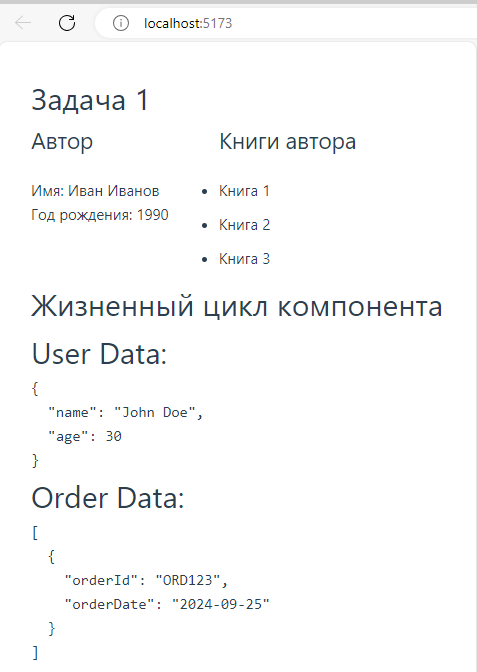 localhost:5173
Задача 1
Автор
Имя: Иван Иванов
Год рождения: 1990
Книги автора
Книга 1
Книга 2
Книга 3
Жизненный цикл компонента
User Data:
{
  "name": "John Doe",
  "age": 30
}
Order Data:
[
  {
    "orderId": "ORD123",
    "orderDate": "2024-09-25"
  }
]